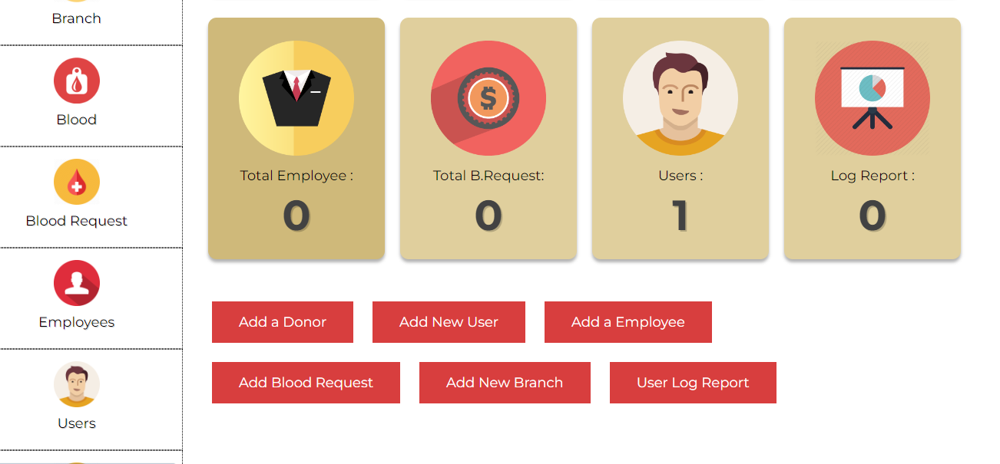 Branch
Blood
Blood Request
Employees
Users
Total Employee :
0
Total B.Request:
0
Users :
1
Log Report :
0
Add a Donor
Add New User
Add a Employee
Add Blood Request
Add New Branch
User Log Report